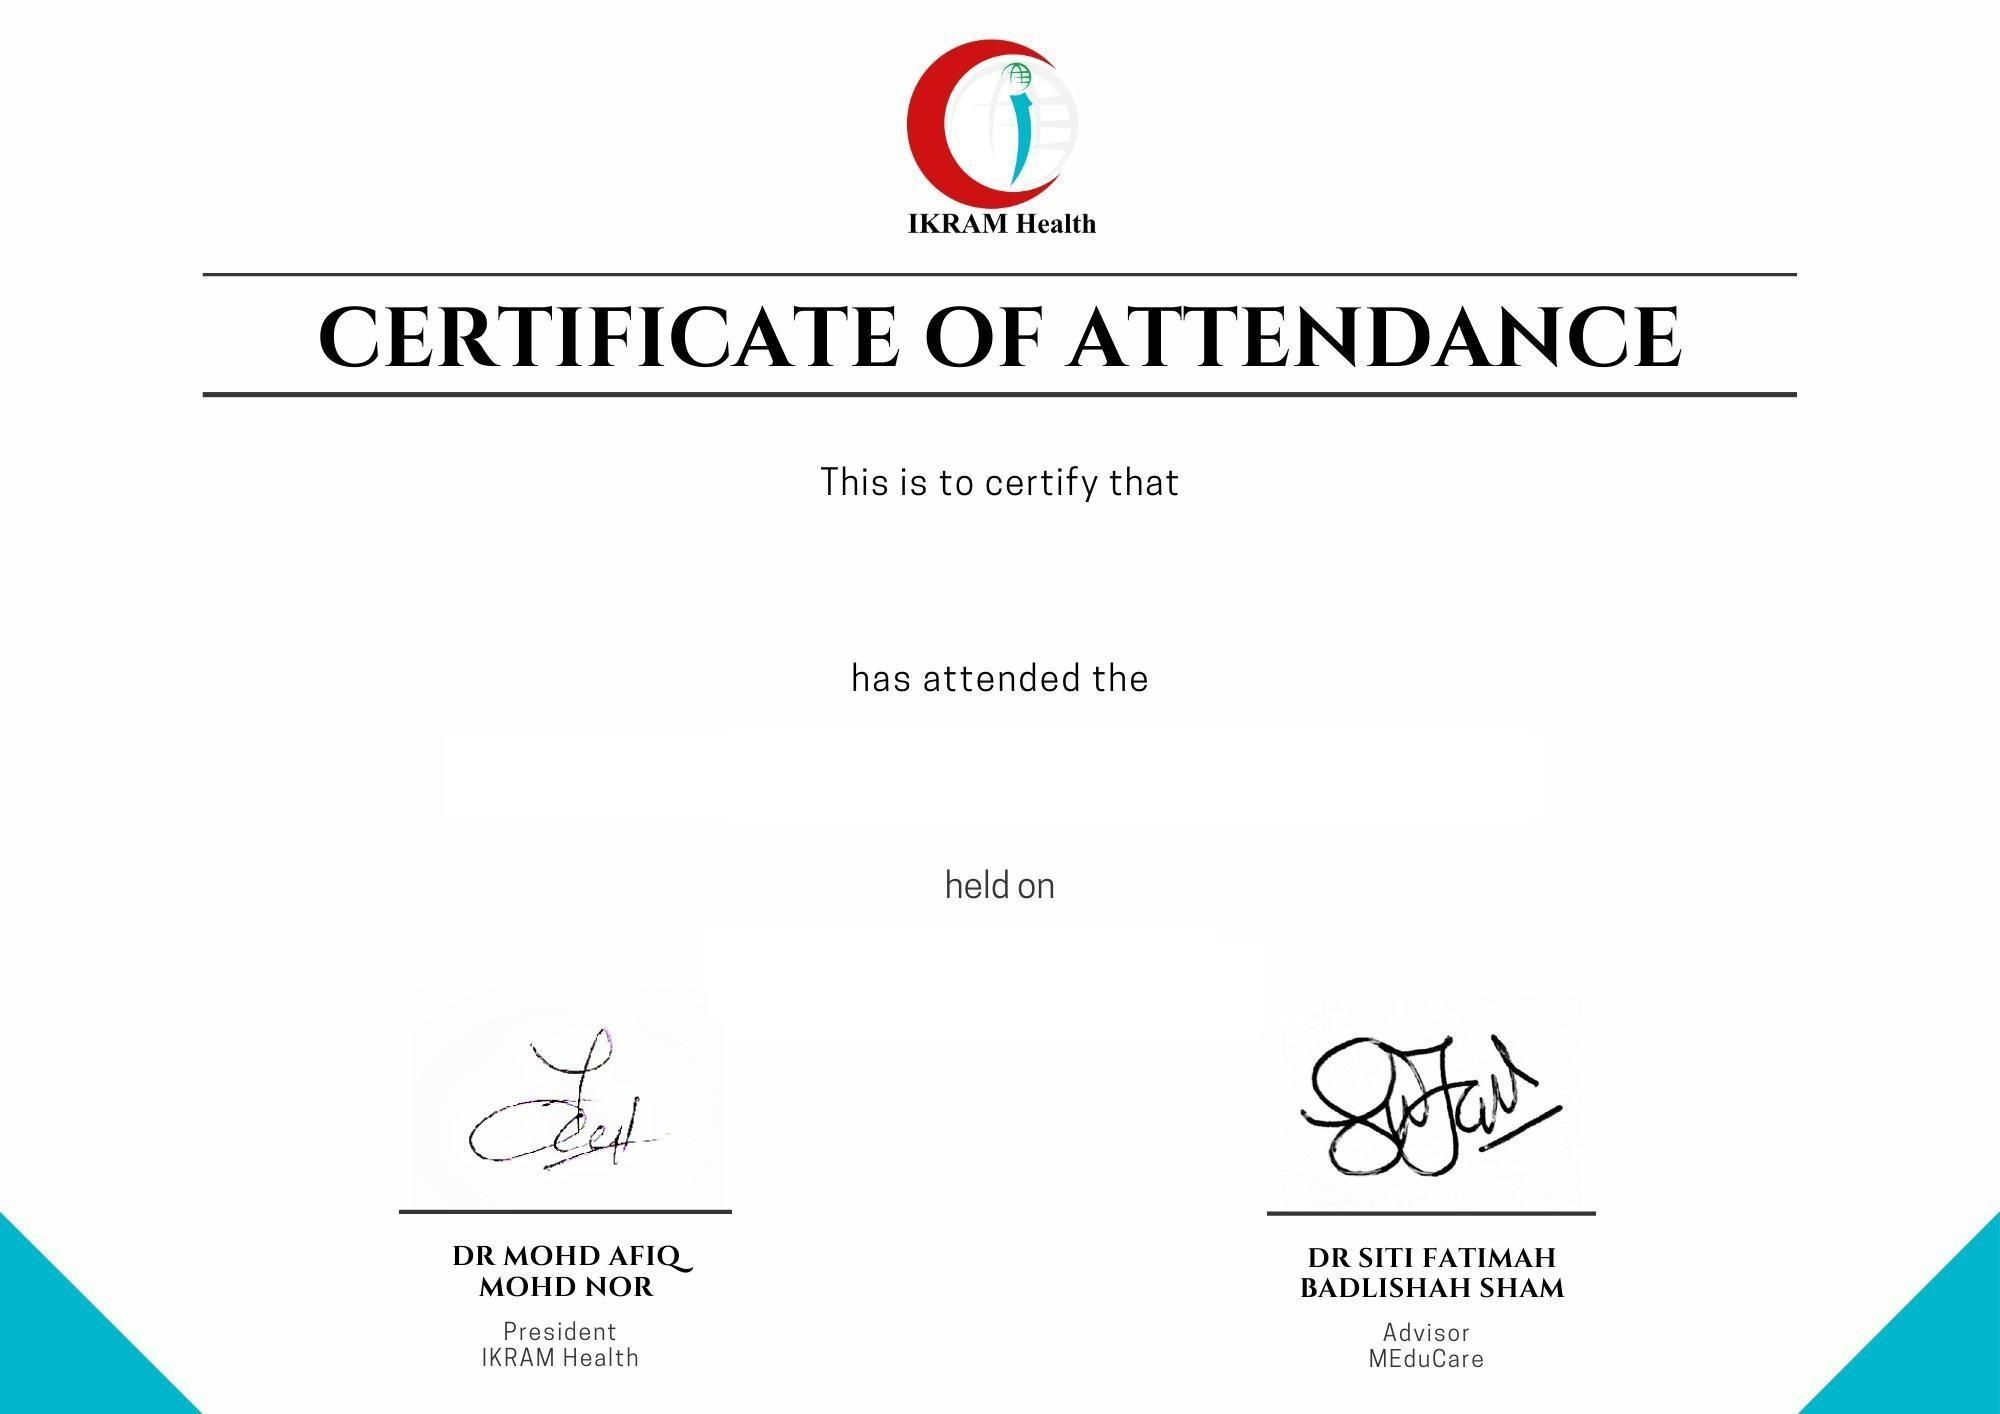 IKRAM Health
CERTIFICATE OF ATTENDANCE
This is to certify that
has attended the
held on
DR MOHD AFIQ
MOHD NOR
President
IKRAM Health
DR SITI FATIMAH
BADLISHAH SHAM
Advisor
MEduCare